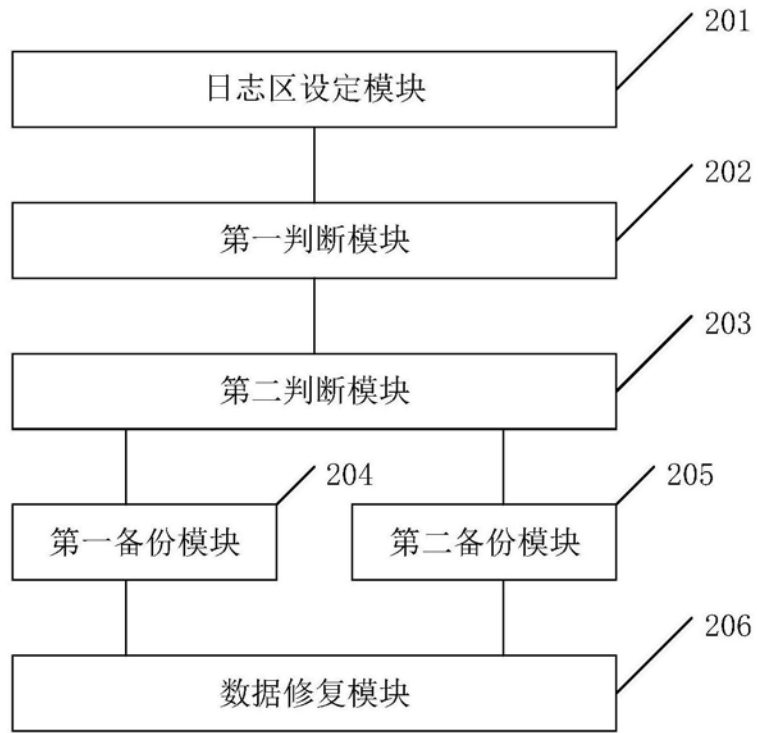 201
日志区设定模块
202
第一判断模块
203
第二判断模块
204
205
第一备份模块
第二备份模块
206
数据修复模块